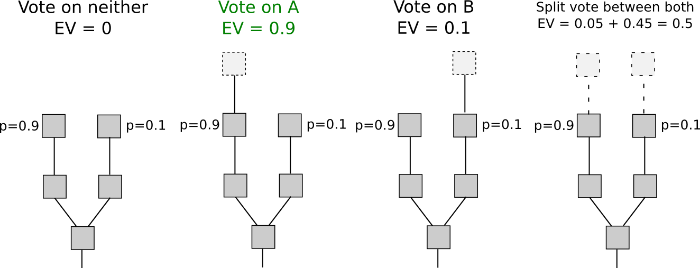 Vote on neither
EV = 0
p=0.9
p=0.1
Vote on A
EV = 0.9
p=0.9
p=0.1
Vote on B
EV = 0.1
p=0.9
p=0.1
Split vote between both
EV = 0.05 + 0.45 = 0.5
p=0.9
p=0.1